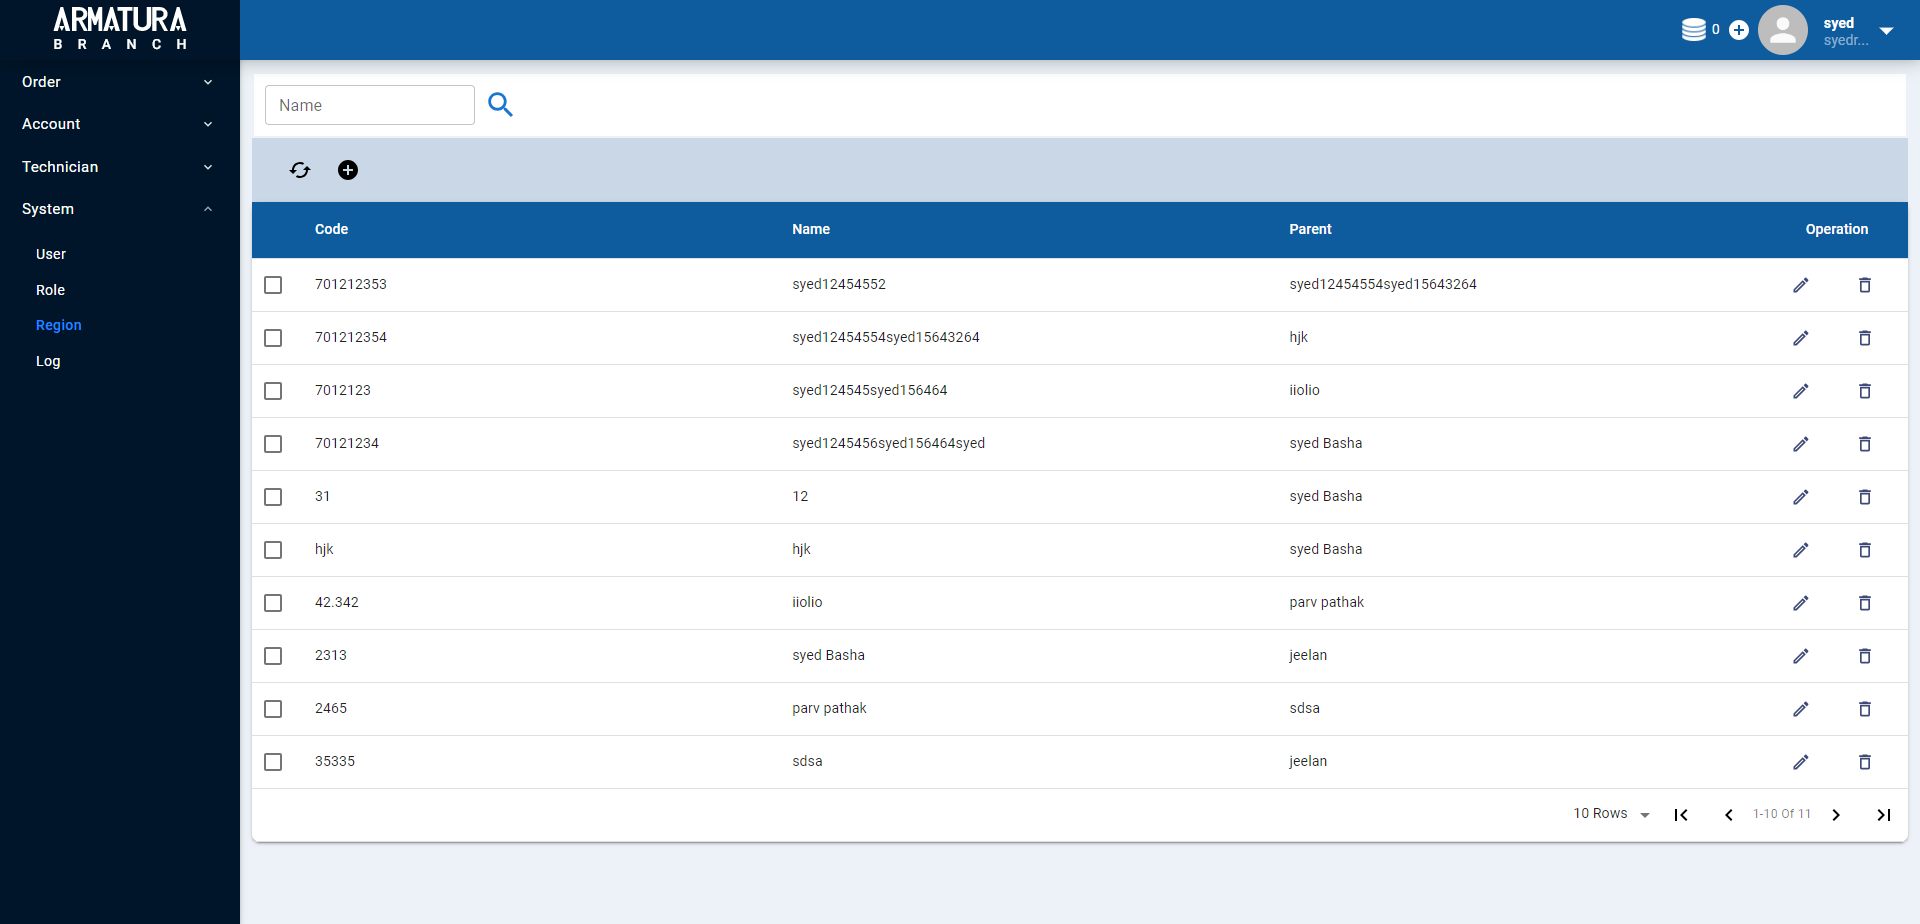 ARMATURA
BRANCH
0
syed
syedr...
Order
Account
Technician
System
User
Role
Region
Log
Name
Code Name Parent Operation
701212353 syed12454552 syed12454554syed15643264
701212354 syed12454554syed15643264 hjk
7012123 syed124545syed156464 iiolio
70121234 syed1245456syed156464syed syed Basha
31 12 syed Basha
hjk hjk syed Basha
42.342 iiolio parv pathak
2313 syed Basha jeelan
2465 parv pathak sdsa
35335 sdsa jeelan
10 Rows 1-10 Of 11